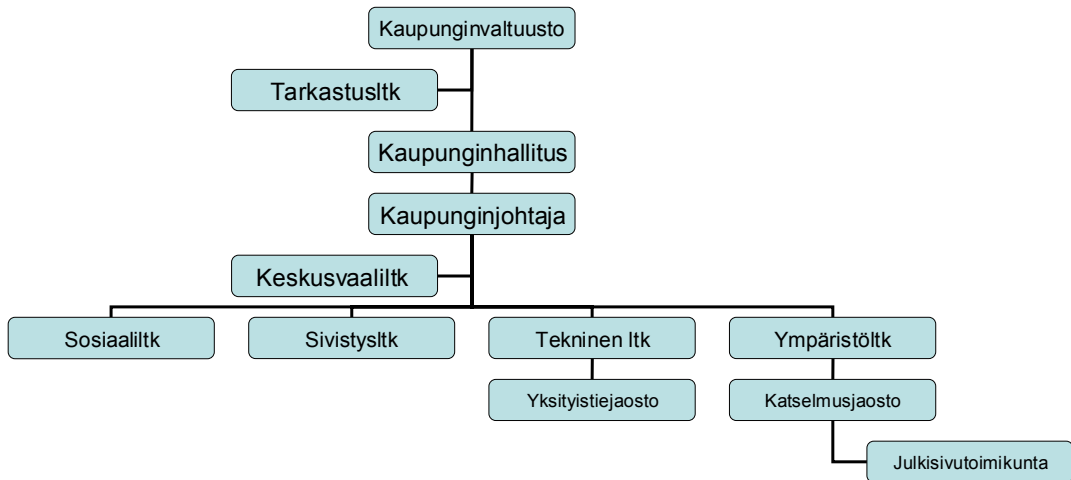 Kaupunginvaltuusto
Tarkastusltk
Kaupunginhallitus
Kaupunginjohtaja
Keskusvaaliltk
Sosiaaliltk
Sivistysltk
Tekninen ltk
Ympäristöltk
Yksityistiejaosto
Katselmusjaosto
Julkisivutoimikunta